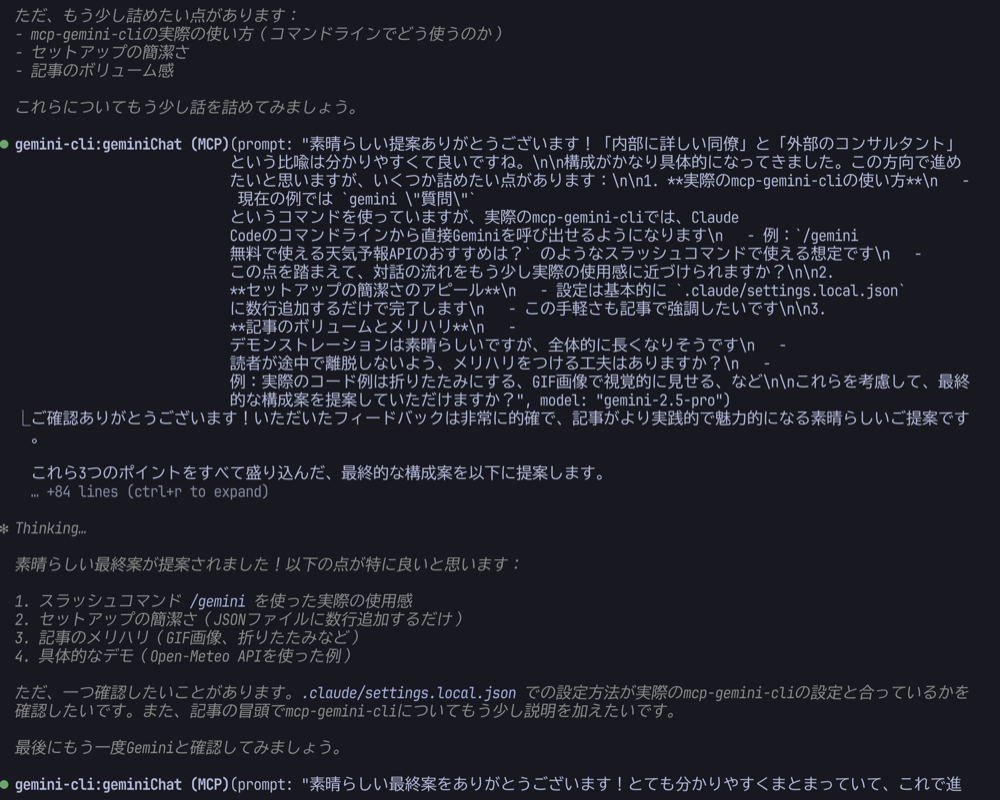 ただ、もう少し詰めたい点があります：
- mcp-gemini-cliの実際の使い方（コマンドラインでどう使うのか）
- セットアップの簡潔さ
- 記事のボリューム感
これらについてもう少し話を詰めてみましょう。
● gemini-cli:geminiChat (MCP)(prompt: "素晴らしい提案ありがとうございます！「内部に詳しい同僚」と「外部のコンサルタント」
という比喩は分かりやすくて良いですね。\n\n構成がかなり具体的になってきました。この方向で進め
たいと思いますが、いくつか詰めたい点があります：\n\n1. **実際のmcp-gemini-cliの使い方**\n   -
現在の例では `gemini \"質問\"`
というコマンドを使っていますが、実際のmcp-gemini-cliでは、Claude
Codeのコマンドラインから直接Geminiを呼び出せるようになります\n   - 例：`/gemini
無料で使える天気予報APIのおすすめは？` のようなスラッシュコマンドで使える想定です\n   -
この点を踏まえて、対話の流れをもう少し実際の使用感に近づけられますか？\n\n2.
**セットアップの簡潔さのアピール**\n   - 設定は基本的に `.claude/settings.local.json`
に数行追加するだけで完了します\n   - この手軽さも記事で強調したいです\n\n3.
**記事のボリュームとメリハリ**\n   -
デモンストレーションは素晴らしいですが、全体的に長くなりそうです\n   -
読者が途中で離脱しないよう、メリハリをつける工夫はありますか？\n   -
例：実際のコード例は折りたたみにする、GIF画像で視覚的に見せる、など\n\nこれらを考慮して、最終
的な構成案を提案していただけますか？", model: "gemini-2.5-pro")
⎿ご確認ありがとうございます！いただいたフィードバックは非常に的確で、記事がより実践的で魅力的になる素晴らしいご提案です
。
これら3つのポイントをすべて盛り込んだ、最終的な構成案を以下に提案します。
… +84 lines (ctrl+r to expand)
✻ Thinking…
素晴らしい最終案が提案されました！以下の点が特に良いと思います：
1. スラッシュコマンド /gemini を使った実際の使用感
2. セットアップの簡潔さ（JSONファイルに数行追加するだけ）
3. 記事のメリハリ（GIF画像、折りたたみなど）
4. 具体的なデモ（Open-Meteo APIを使った例）
ただ、一つ確認したいことがあります。.claude/settings.local.json での設定方法が実際のmcp-gemini-cliの設定と合っているかを
確認したいです。また、記事の冒頭でmcp-gemini-cliについてもう少し説明を加えたいです。
最後にもう一度Geminiと確認してみましょう。
● gemini-cli:geminiChat (MCP)(prompt: "素晴らしい最終案をありがとうございます！とても分かりやすくまとまっていて、これで進